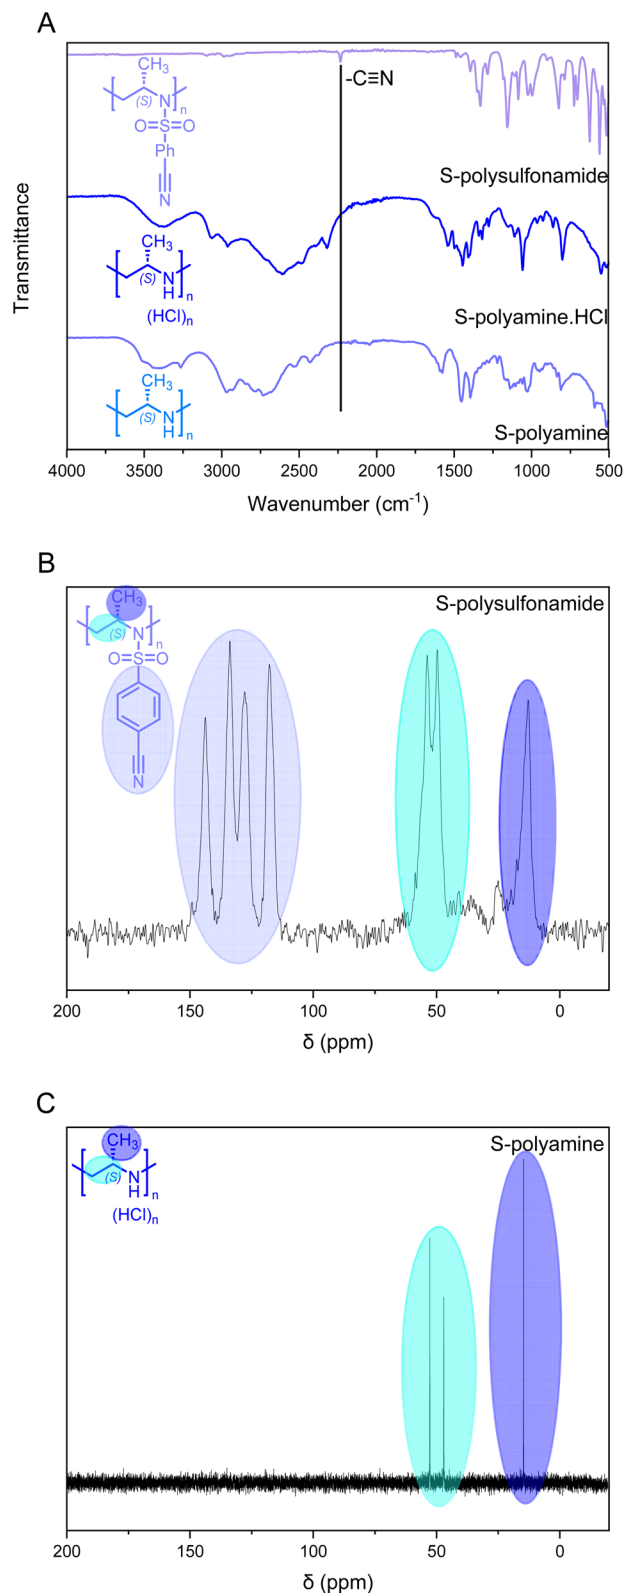 A
CH₃
(S)
N
n
O=S=O
Ph
N
-C≡N
S-polysulfonamide
CH₃
(S)
N
H
n
(HCl)ₙ
S-polyamine.HCl
CH₃
(S)
N
H
n
S-polyamine
Transmittance
4000 3500 3000 2500 2000 1500 1000 500
Wavenumber (cm⁻¹)
B
CH₃
(S)
N
n
O=S=O
N
S-polysulfonamide
200 150 100 50 0
δ (ppm)
C
CH₃
(S)
N
H
n
(HCl)ₙ
S-polyamine
200 150 100 50 0
δ (ppm)